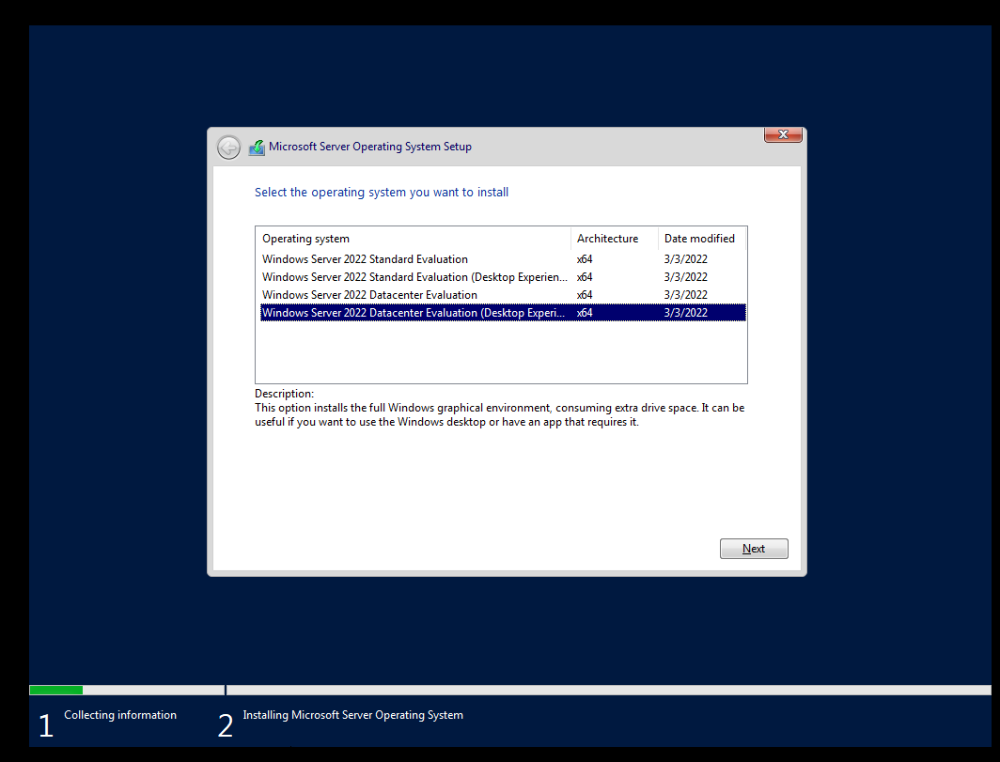 Microsoft Server Operating System Setup
Select the operating system you want to install
Operating system Architecture Date modified
Windows Server 2022 Standard Evaluation x64 3/3/2022
Windows Server 2022 Standard Evaluation (Desktop Experien... x64 3/3/2022
Windows Server 2022 Datacenter Evaluation x64 3/3/2022
Windows Server 2022 Datacenter Evaluation (Desktop Experi... x64 3/3/2022
Description:
This option installs the full Windows graphical environment, consuming extra drive space. It can be
useful if you want to use the Windows desktop or have an app that requires it.
Next
1 Collecting information 2 Installing Microsoft Server Operating System